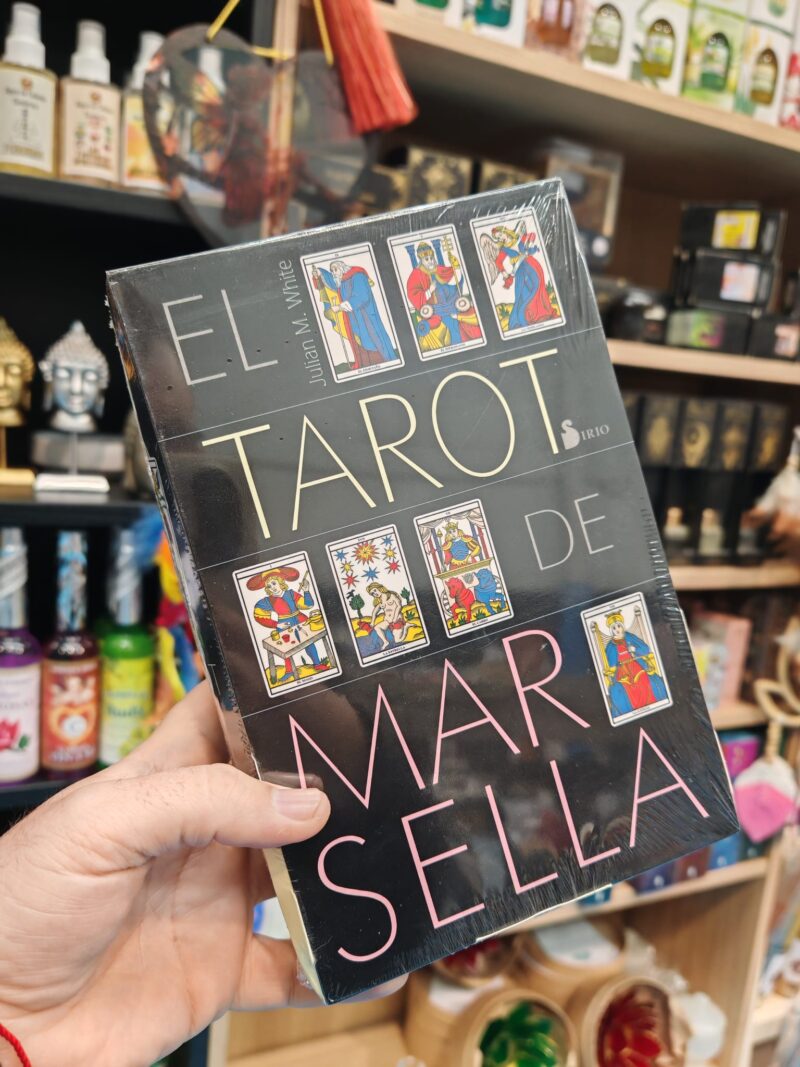 EL
Julian M. White
TAROT
SIRIO
DE
MAR
SELLA